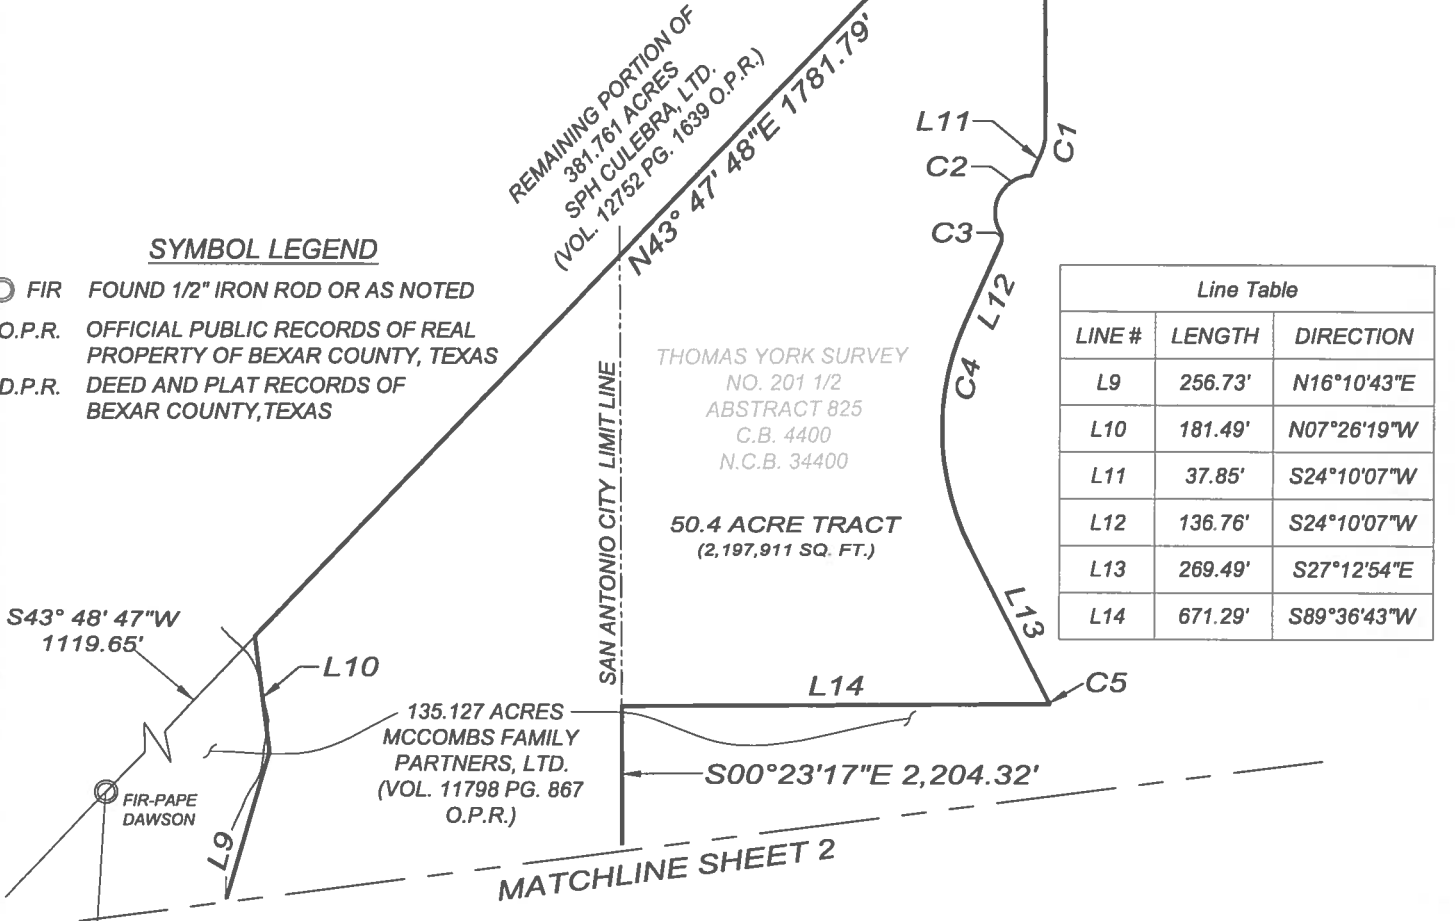 REMAINING PORTION OF
381.761 ACRES
SPH CULEBRA, LTD.
(VOL. 12752 PG. 1639 O.P.R.)
N43° 47' 48"E 1781.79'
L11
C1
C2
C3
L12
C4
SYMBOL LEGEND
FIR FOUND 1/2" IRON ROD OR AS NOTED
O.P.R. OFFICIAL PUBLIC RECORDS OF REAL
PROPERTY OF BEXAR COUNTY, TEXAS
D.P.R. DEED AND PLAT RECORDS OF
BEXAR COUNTY,TEXAS
SAN ANTONIO CITY LIMIT LINE
THOMAS YORK SURVEY
NO. 201 1/2
ABSTRACT 825
C.B. 4400
N.C.B. 34400
50.4 ACRE TRACT
(2,197,911 SQ. FT.)
Line Table
LINE # LENGTH DIRECTION
L9 256.73' N16°10'43"E
L10 181.49' N07°26'19"W
L11 37.85' S24°10'07"W
L12 136.76' S24°10'07"W
L13 269.49' S27°12'54"E
L14 671.29' S89°36'43"W
L13
S43° 48' 47"W
1119.65'
L10
L14
C5
135.127 ACRES
MCCOMBS FAMILY
PARTNERS, LTD.
(VOL. 11798 PG. 867
O.P.R.)
S00°23'17"E 2,204.32'
FIR-PAPE
DAWSON
L9
MATCHLINE SHEET 2